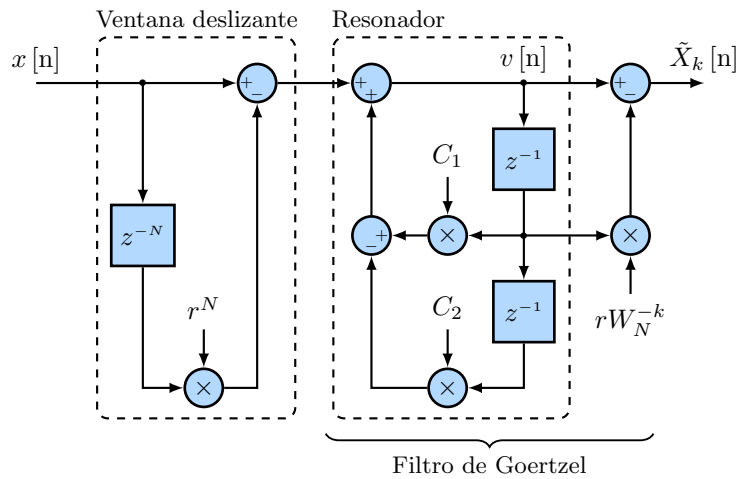 Ventana deslizante
Resonador
x [n]
v [n]
X̃ₖ [n]
+ −
+ +
+ −
z⁻¹
C₁
z⁻ᴺ
− +
×
×
z⁻¹
rᴺ
C₂
rW_N^{-k}
×
×
Filtro de Goertzel